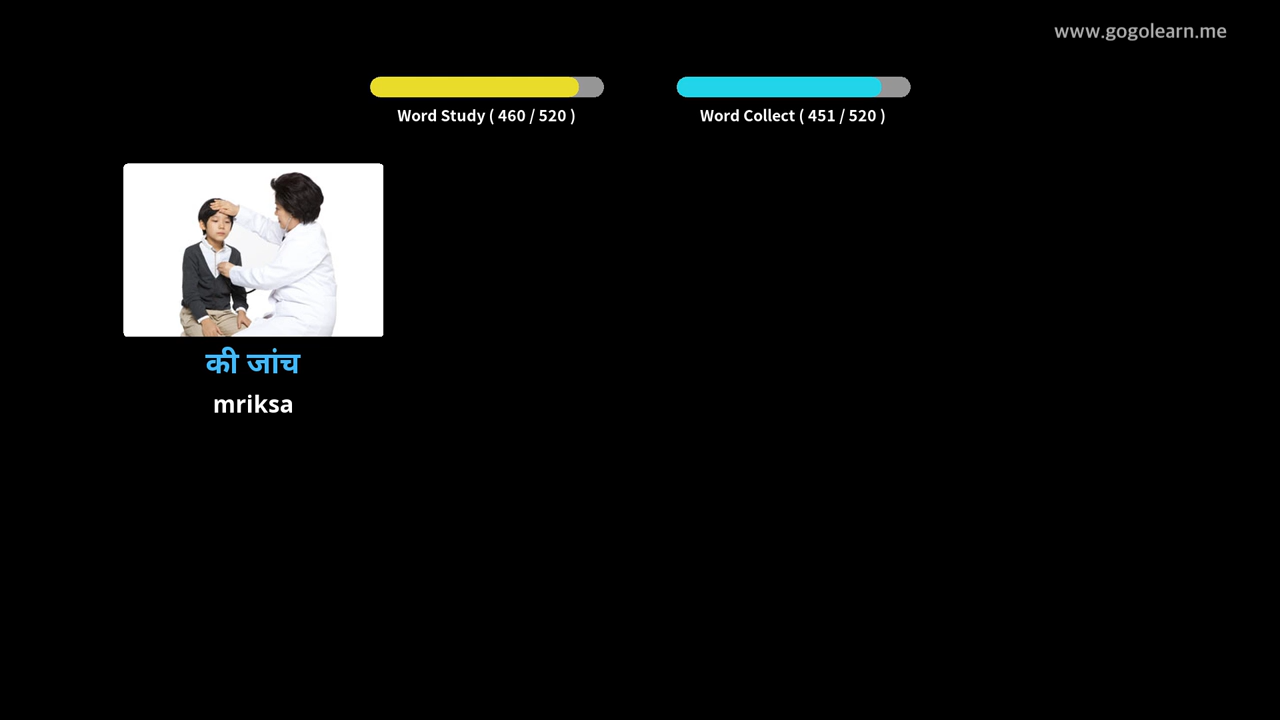 www.gogolearn.me
Word Study ( 460 / 520 )
Word Collect ( 451 / 520 )
की जांच
mriksa